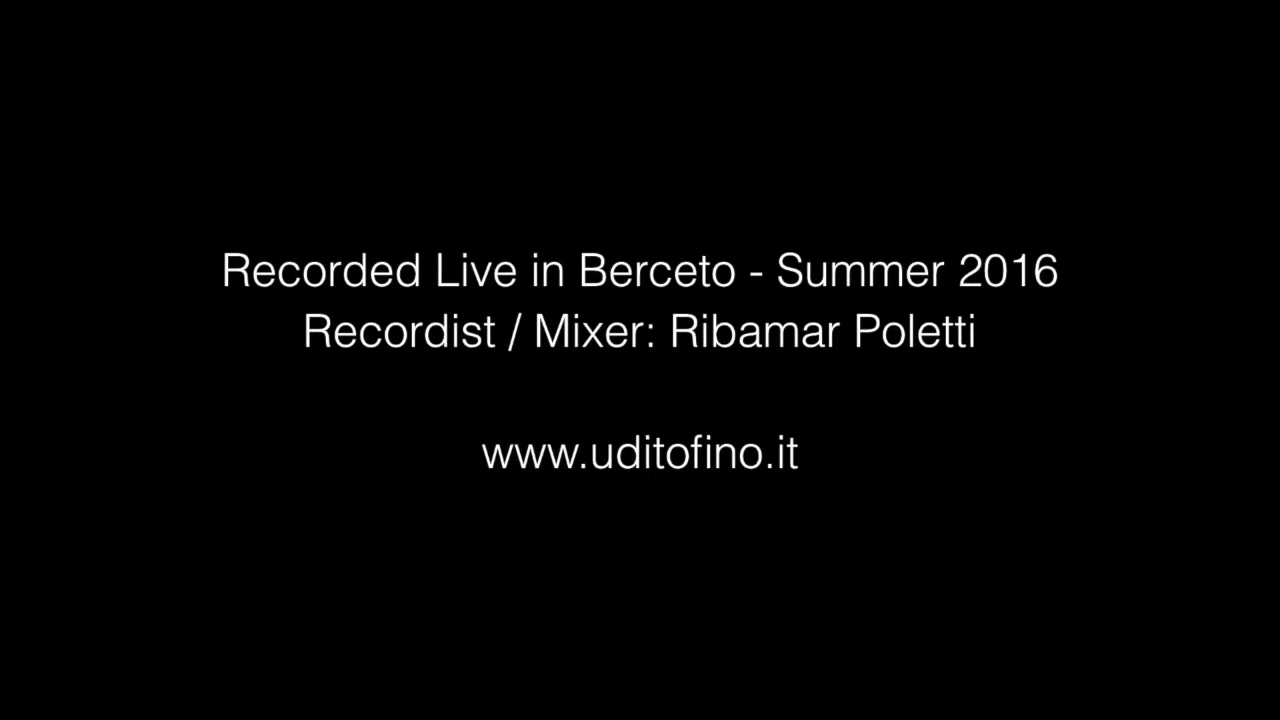 Recorded Live in Berceto - Summer 2016
Recordist / Mixer: Ribamar Poletti
www.uditofino.it